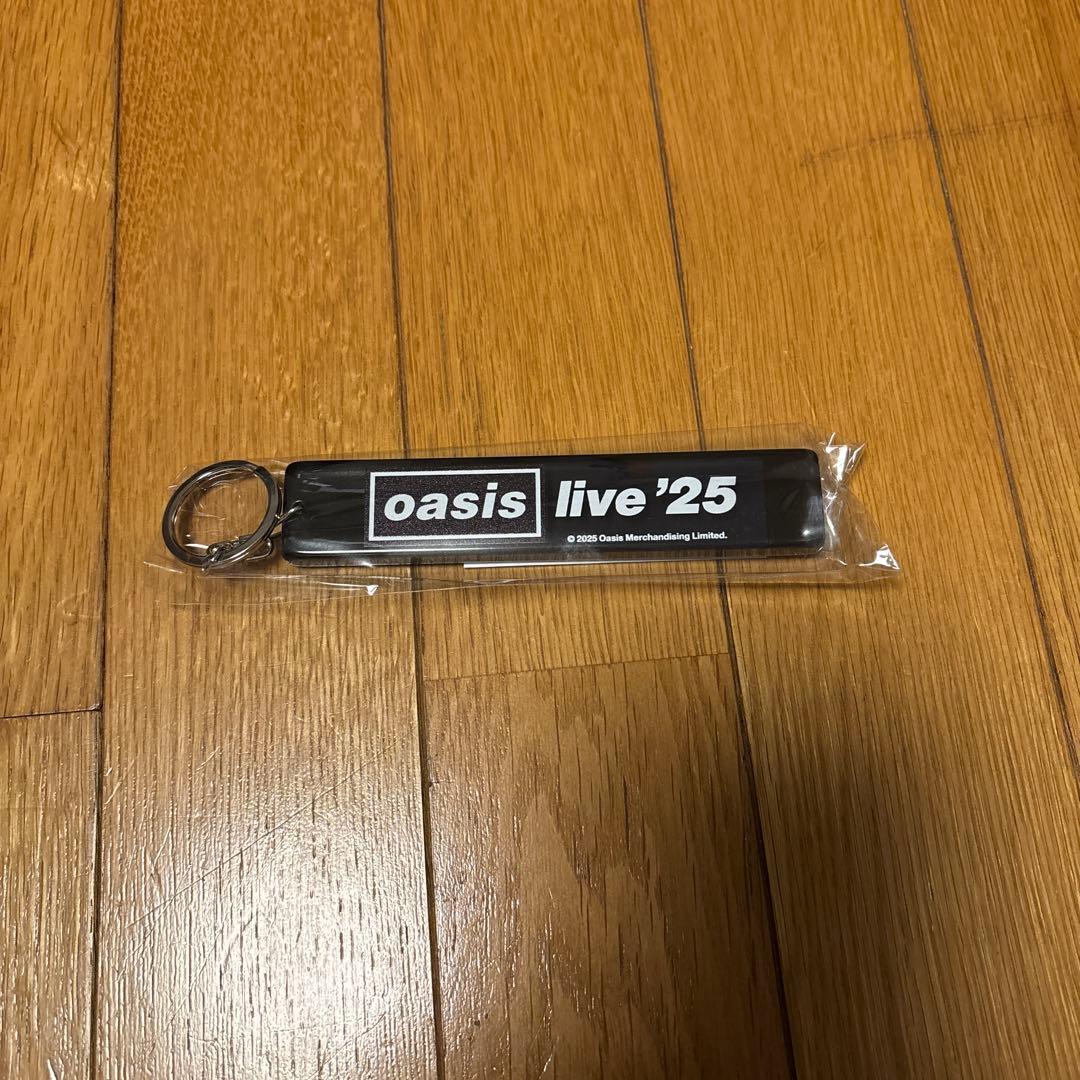 oasis live ’25
© 2025 Oasis Merchandising Limited.